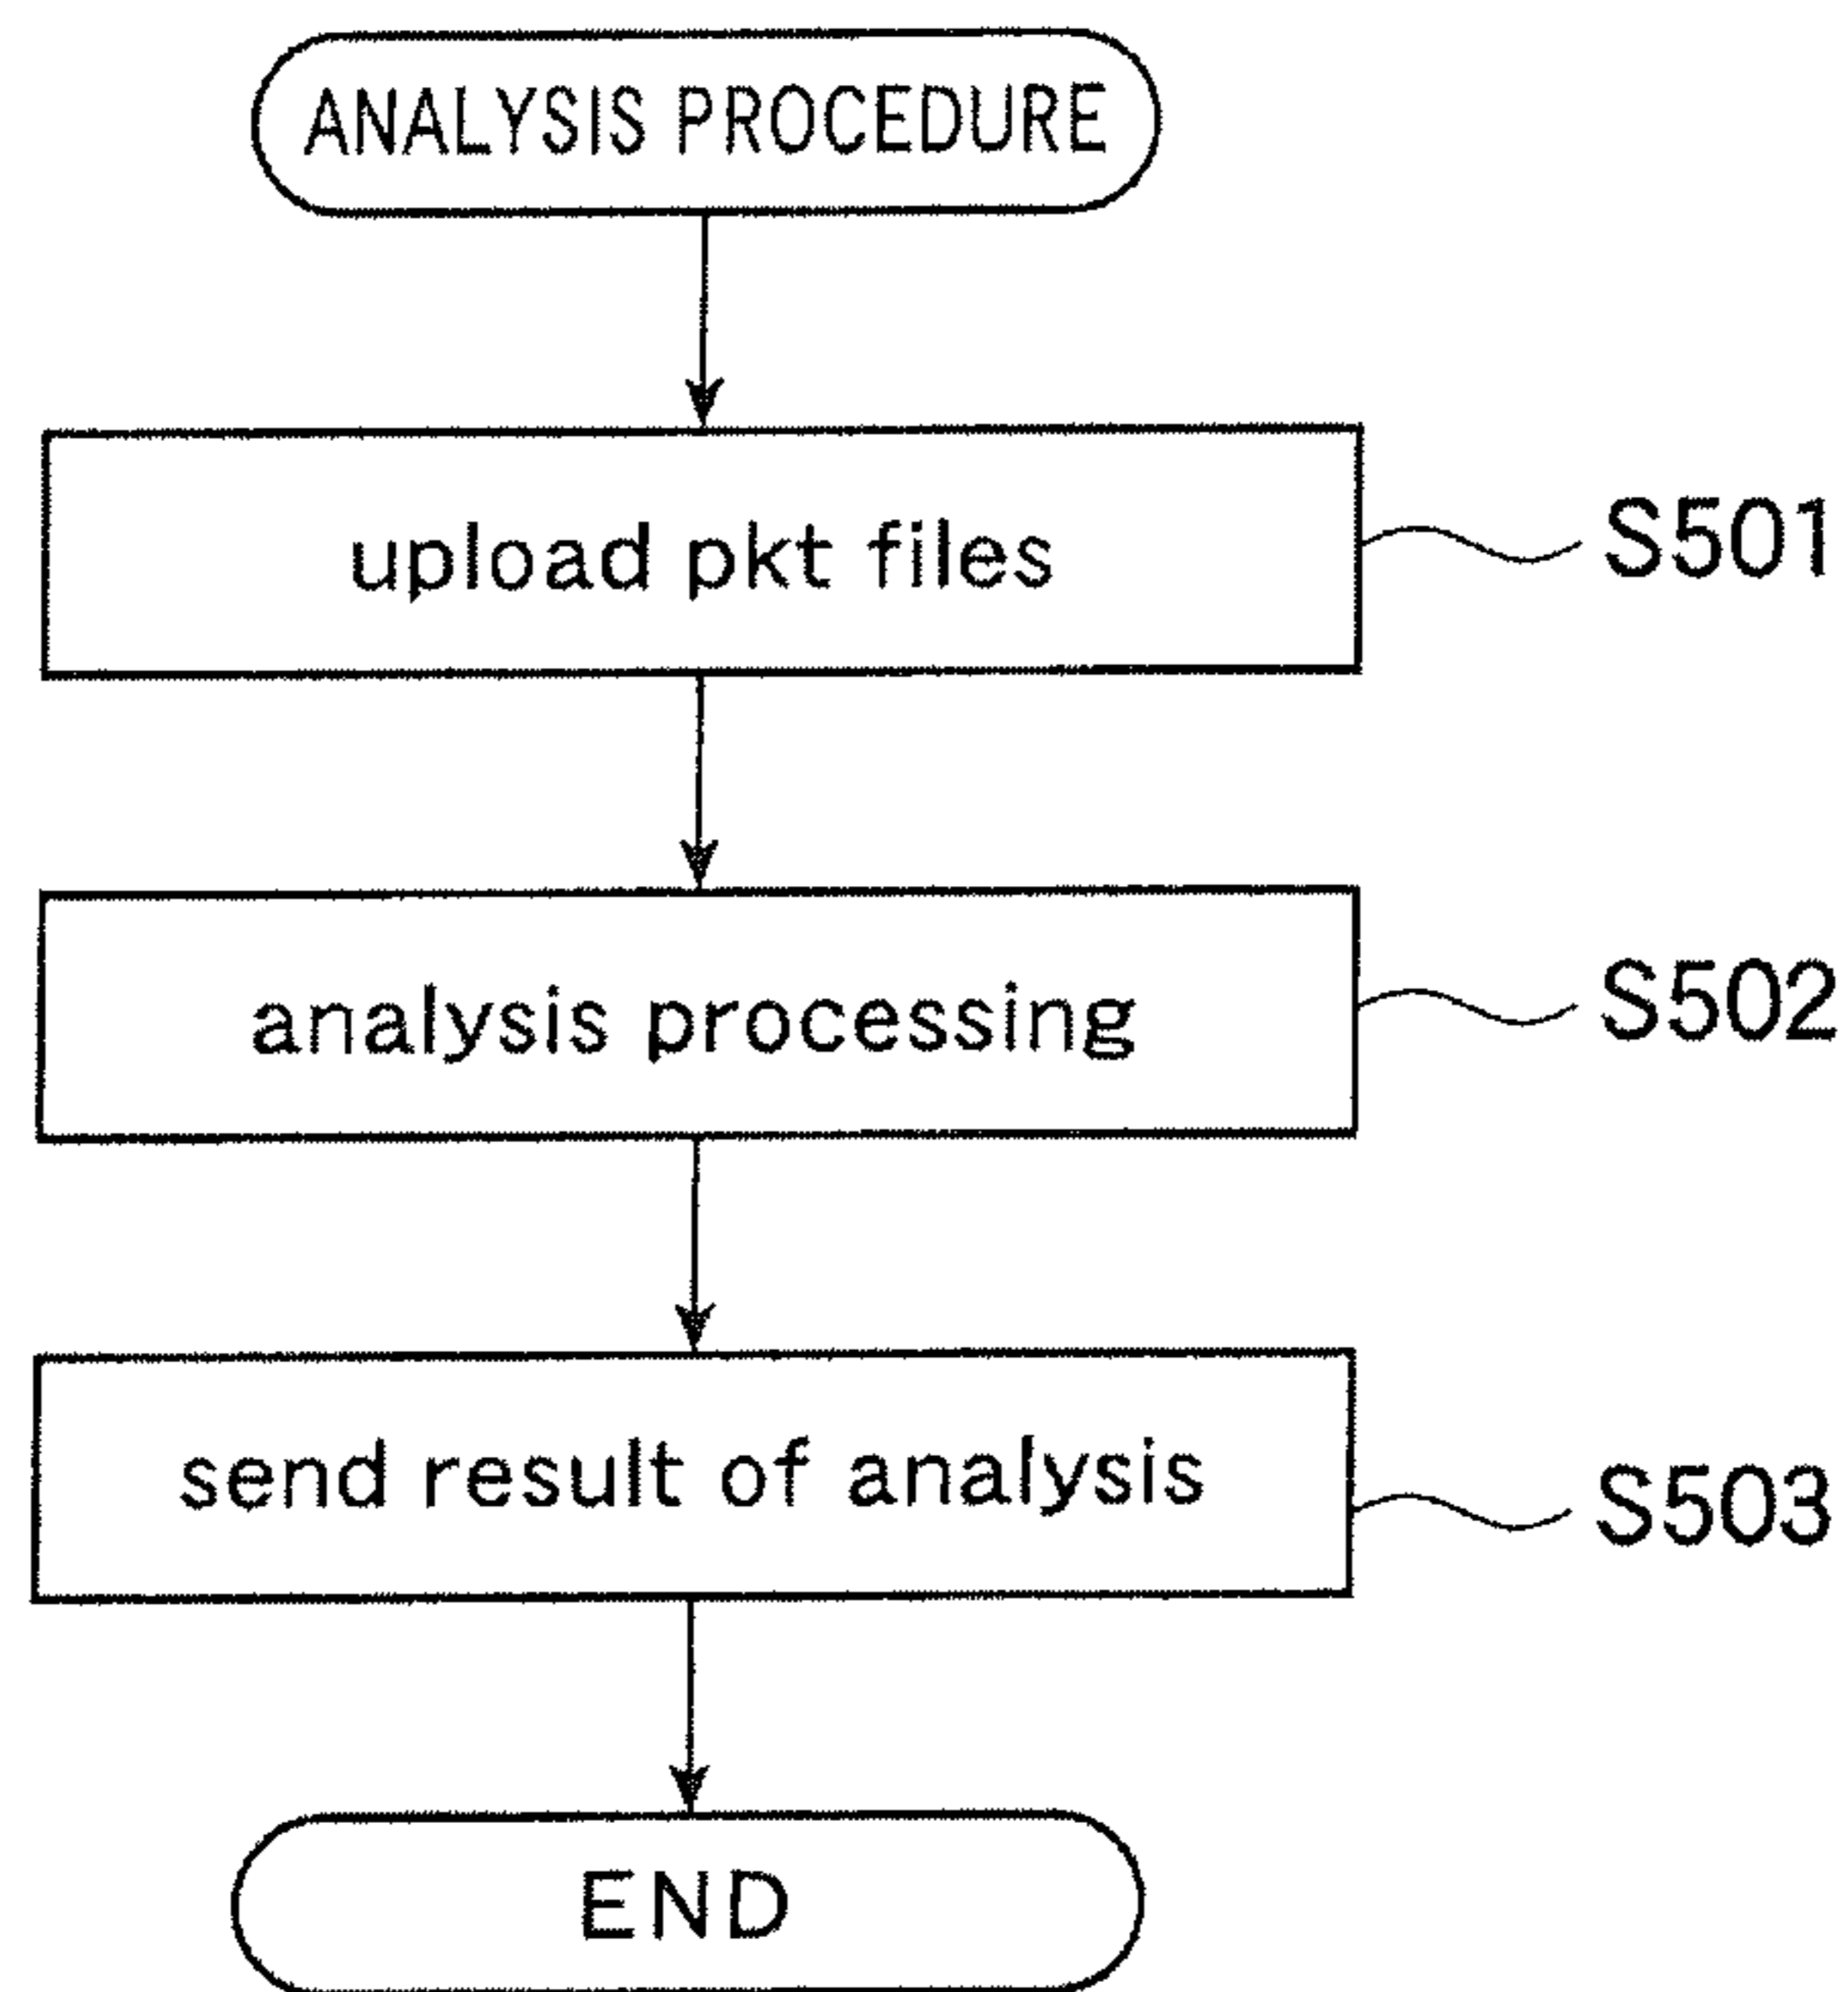 ANALYSIS PROCEDURE
upload pkt files
S501
analysis processing
S502
send result of analysis
S503
END